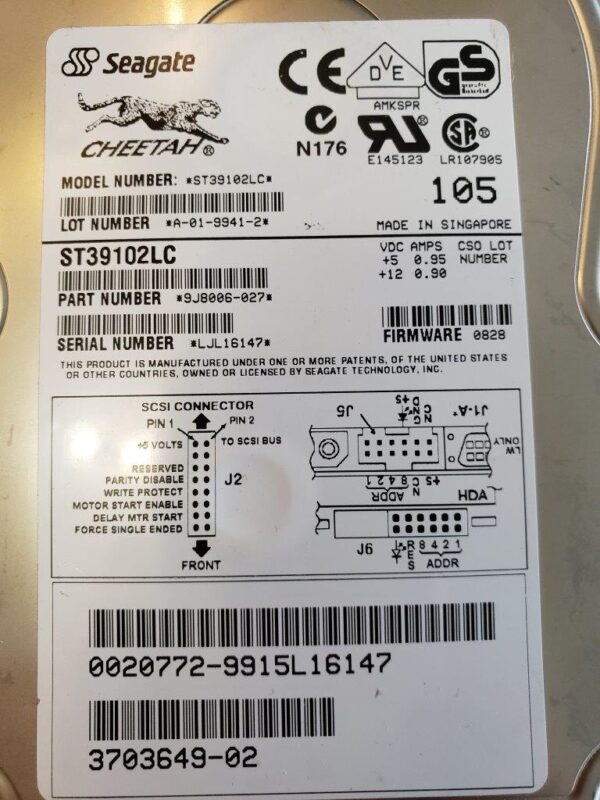 Seagate
CE
DVE
GS
AMKSPR
CHEETAH®
N176
E145123
LR107905
MODEL NUMBER: *ST39102LC*
105
LOT NUMBER *A-01-9941-2*
MADE IN SINGAPORE
ST39102LC
VDC AMPS CSO LOT
+5 0.95 NUMBER
+12 0.90
PART NUMBER *9J8006-027*
SERIAL NUMBER *LJL16147*
FIRMWARE 0828
THIS PRODUCT IS MANUFACTURED UNDER ONE OR MORE PATENTS, OF THE UNITED STATES
OR OTHER COUNTRIES, OWNED OR LICENSED BY SEAGATE TECHNOLOGY, INC.
SCSI CONNECTOR
PIN 1
PIN 2
+5 VOLTS
TO SCSI BUS
RESERVED
PARITY DISABLE
WRITE PROTECT
MOTOR START ENABLE
DELAY MTR START
FORCE SINGLE ENDED
J2
FRONT
J5
J1-A*
LW ONLY
+5
N C
8 4 2 1
ADDR
HDA
J6
RES
8 4 2 1
ADDR
0020772-9915L16147
3703649-02